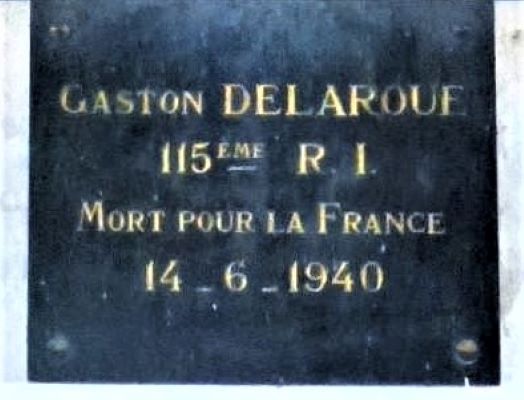 GASTON DELAROUE
115ÈME R. I.
MORT POUR LA FRANCE
14 - 6 - 1940